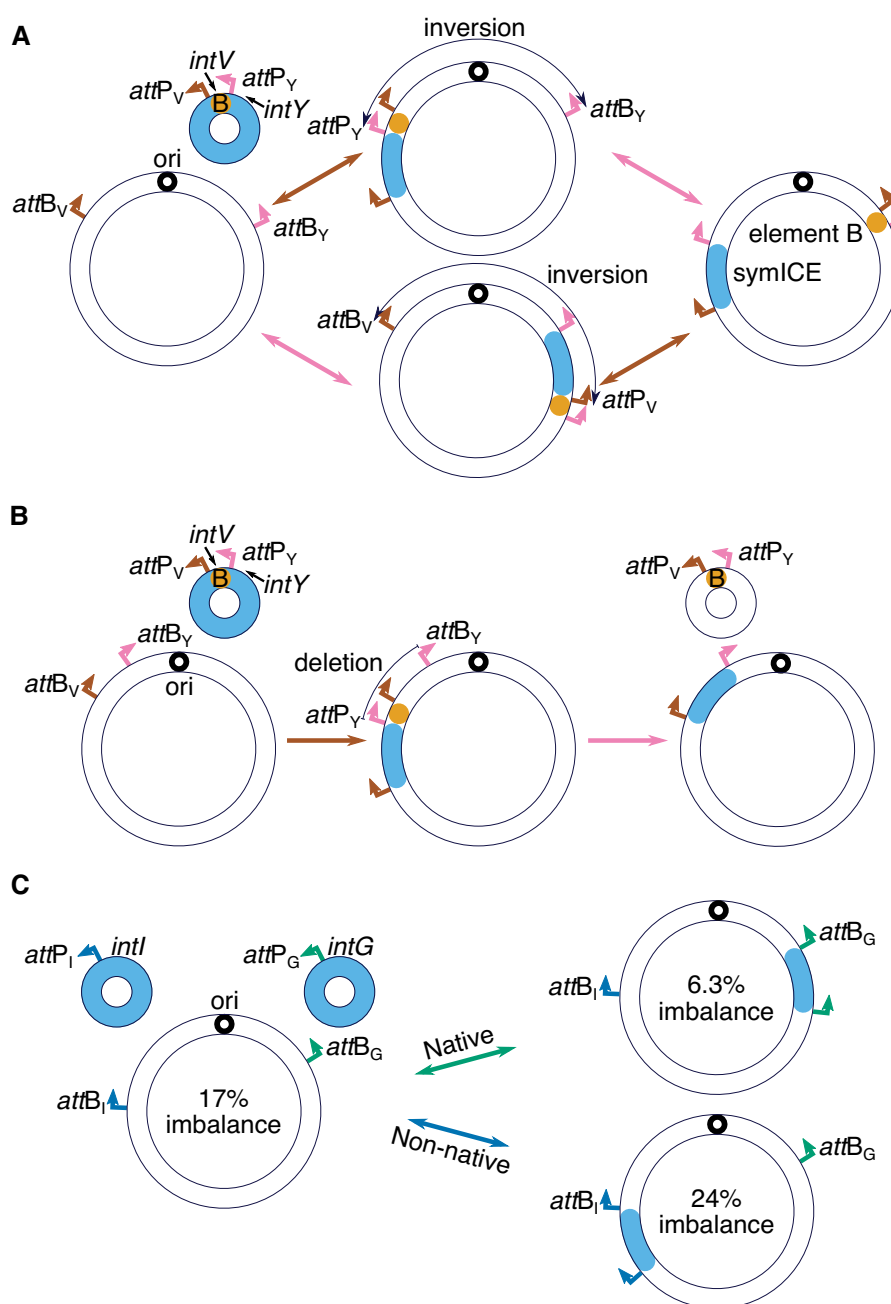 A
inversion
intV
attPV
attPY
B
intY
attPY
attBY
ori
attBV
attBY
element B
symICE
inversion
attBV
attPV
B
intV
attPV
attPY
B
intY
attPV
attPY
B
attBY
attBV
ori
deletion
attBY
attPY
C
attPI
intI
attPG
intG
ori
attBG
attBI
17%
imbalance
Native
Non-native
attBG
attBI
6.3%
imbalance
attBG
attBI
24%
imbalance